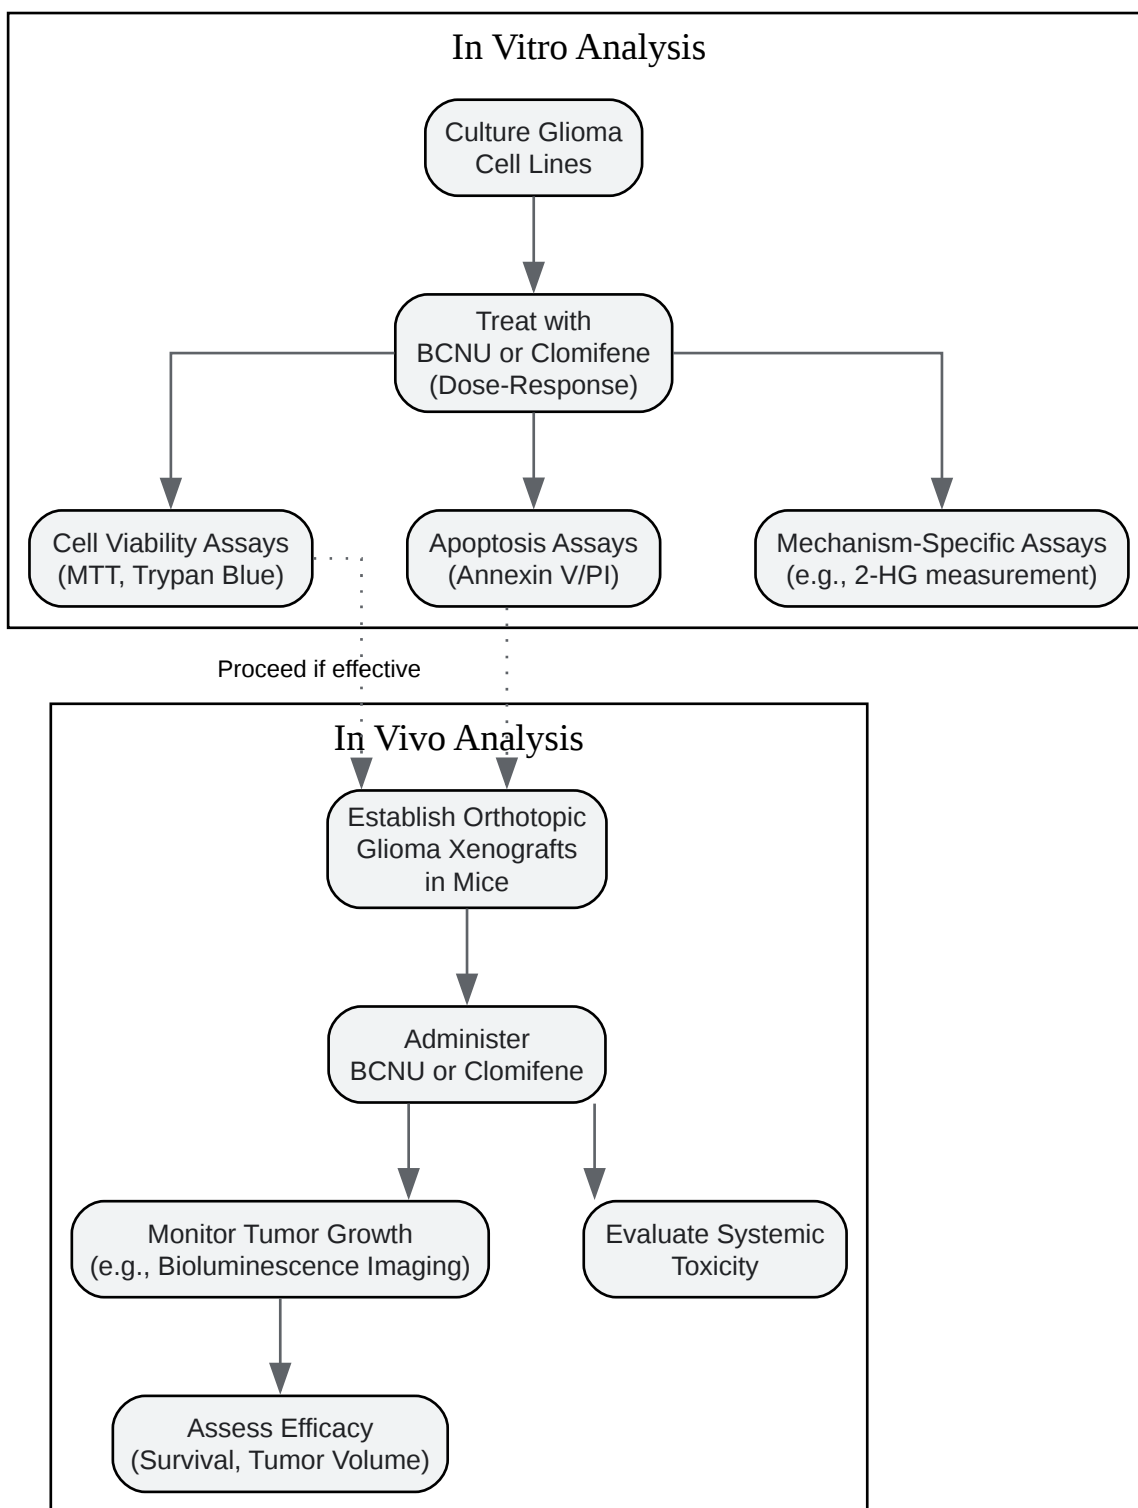 In Vitro Analysis
Culture Glioma
Cell Lines
Treat with
BCNU or Clomifene
(Dose-Response)
Cell Viability Assays
(MTT, Trypan Blue)
Apoptosis Assays
(Annexin V/PI)
Mechanism-Specific Assays
(e.g., 2-HG measurement)
Proceed if effective
In Vivo Analysis
Establish Orthotopic
Glioma Xenografts
in Mice
Administer
BCNU or Clomifene
Monitor Tumor Growth
(e.g., Bioluminescence Imaging)
Evaluate Systemic
Toxicity
Assess Efficacy
(Survival, Tumor Volume)